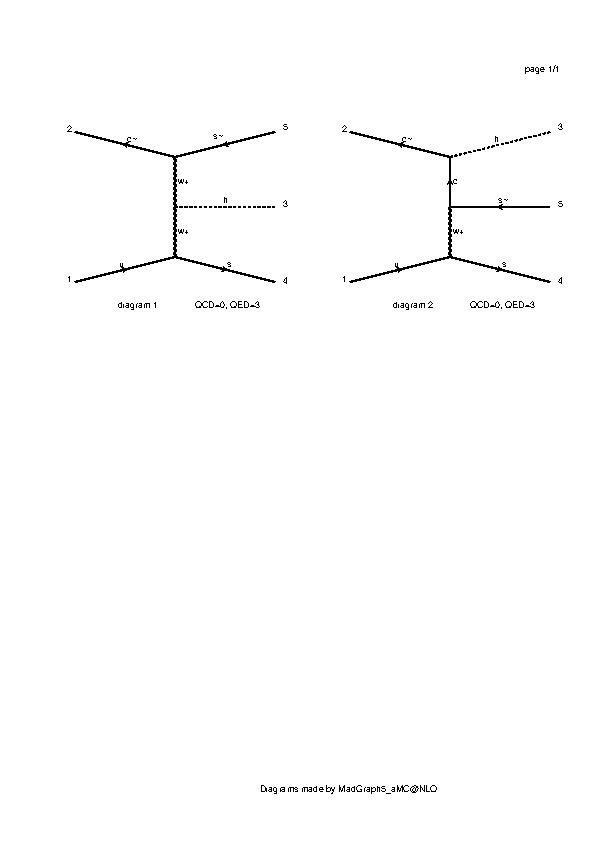 page 1/1
2 c~ s~ 5
w+
h 3
w+
1 u s 4
diagram 1 QCD=0, QED=3
2 c~ h 3
c
s~ 5
w+
1 u s 4
diagram 2 QCD=0, QED=3
Diagrams made by MadGraph5_aMC@NLO